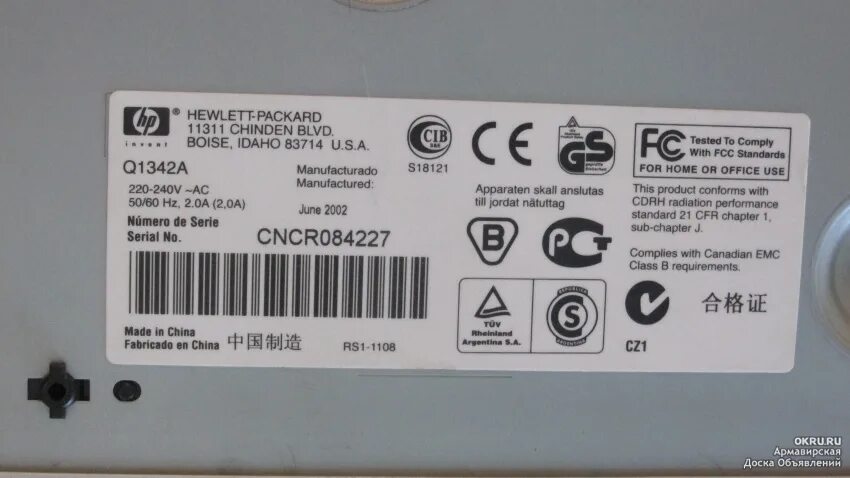 hp
®
invent
HEWLETT-PACKARD
11311 CHINDEN BLVD.
BOISE, IDAHO 83714 U.S.A.
Q1342A
220-240V ~AC
50/60 Hz, 2.0A (2,0A)
Manufacturado
Manufactured:
June 2002
Número de Serie
Serial No.
CNCR084227
Made in China
Fabricado en China 中国制造
RS1-1108
CIB
S18121
CE
GS
Apparaten skall anslutas
till jordat nätuttag
B
TÜV
Rheinland
Argentina S.A.
REPUBLICA
S
ARGENTINA
FC Tested To Comply
With FCC Standards
FOR HOME OR OFFICE USE
This product conforms with
CDRH radiation performance
standard 21 CFR chapter 1,
sub-chapter J.
Complies with Canadian EMC
Class B requirements.
合格证
CZ1
OKRU.RU
Армавирская
Доска Объявлений